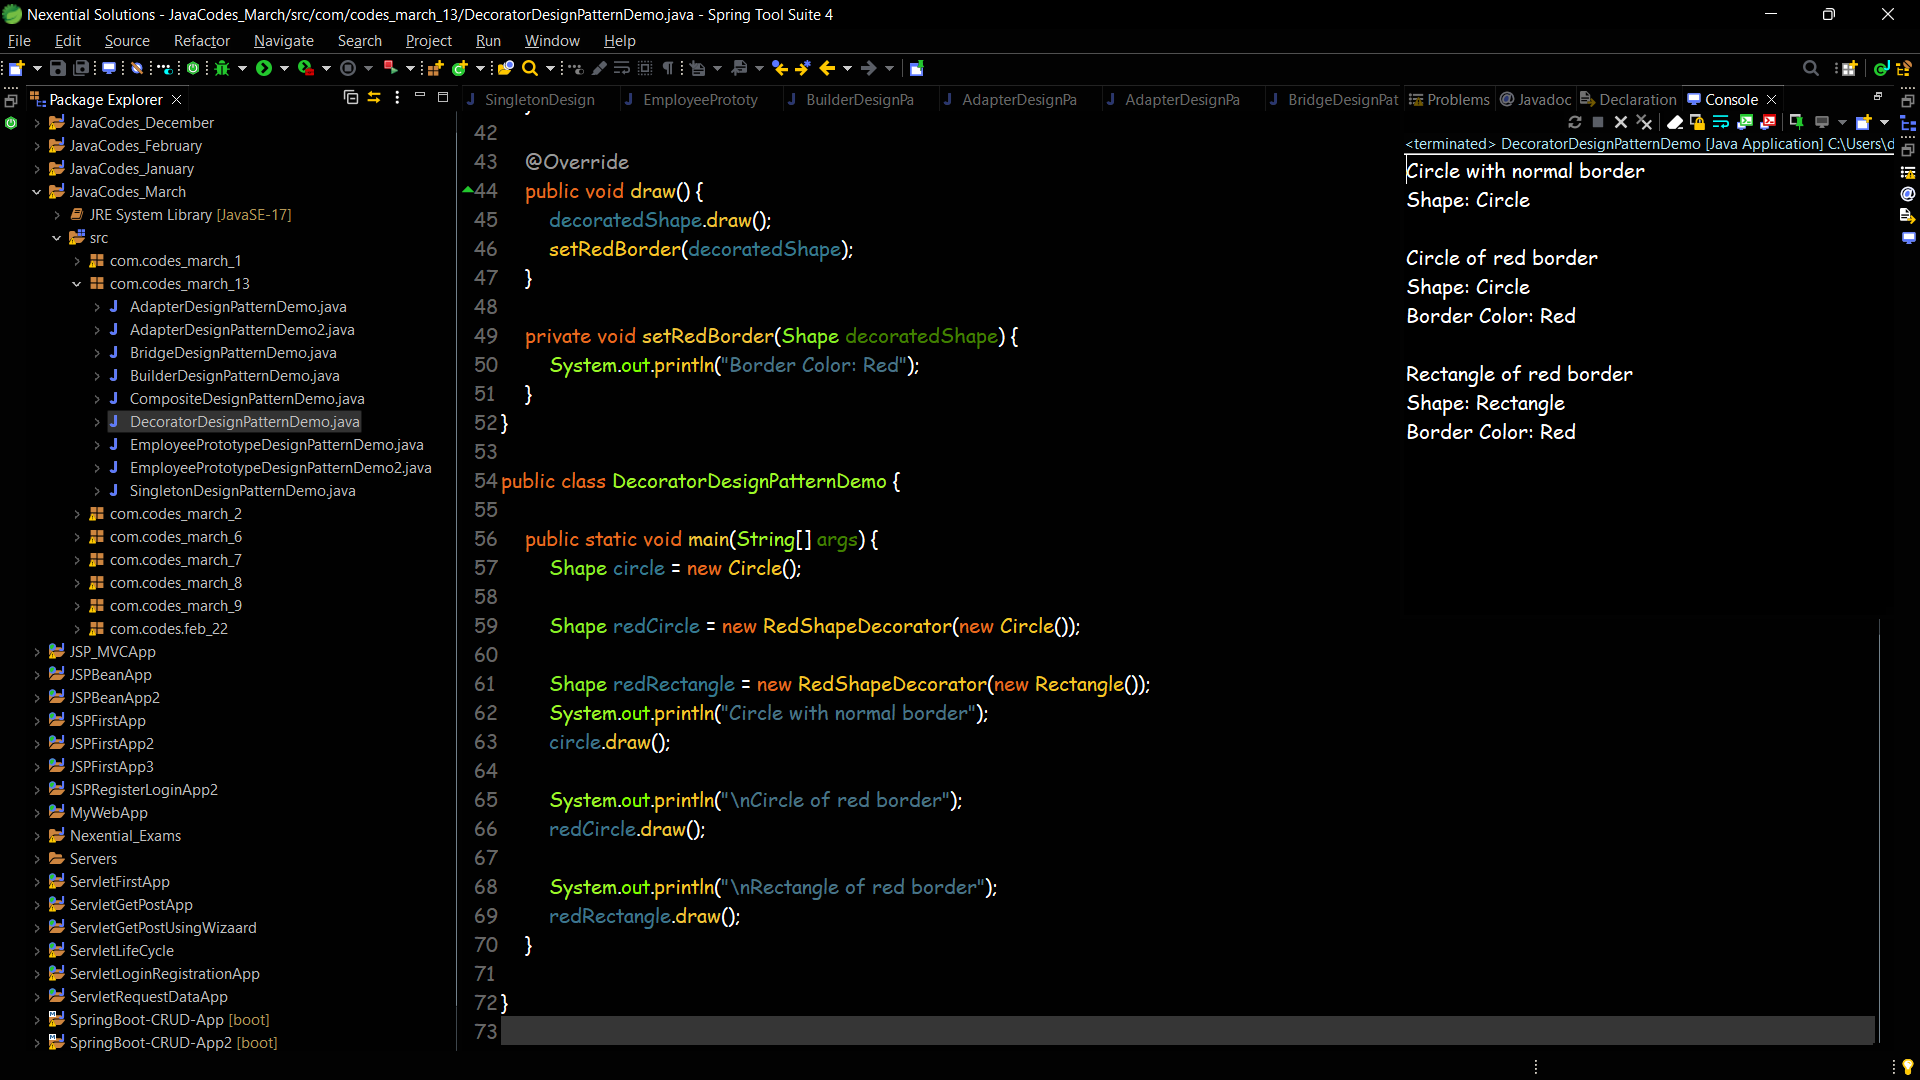 Nexential Solutions - JavaCodes_March/src/com/codes_march_13/DecoratorDesignPatternDemo.java - Spring Tool Suite 4
File Edit Source Refactor Navigate Search Project Run Window Help
Package Explorer
JavaCodes_December
JavaCodes_February
JavaCodes_January
JavaCodes_March
JRE System Library [JavaSE-17]
src
com.codes_march_1
com.codes_march_13
AdapterDesignPatternDemo.java
AdapterDesignPatternDemo2.java
BridgeDesignPatternDemo.java
BuilderDesignPatternDemo.java
CompositeDesignPatternDemo.java
DecoratorDesignPatternDemo.java
EmployeePrototypeDesignPatternDemo.java
EmployeePrototypeDesignPatternDemo2.java
SingletonDesignPatternDemo.java
com.codes_march_2
com.codes_march_6
com.codes_march_7
com.codes_march_8
com.codes_march_9
com.codes.feb_22
JSP_MVCApp
JSPBeanApp
JSPBeanApp2
JSPFirstApp
JSPFirstApp2
JSPFirstApp3
JSPRegisterLoginApp2
MyWebApp
Nexential_Exams
Servers
ServletFirstApp
ServletGetPostApp
ServletGetPostUsingWizaard
ServletLifeCycle
ServletLoginRegistrationApp
ServletRequestDataApp
SpringBoot-CRUD-App [boot]
SpringBoot-CRUD-App2 [boot]
SingletonDesign EmployeePrototy BuilderDesignPa AdapterDesignPa AdapterDesignPa BridgeDesignPat
42
43 @Override
44 public void draw() {
45 decoratedShape.draw();
46 setRedBorder(decoratedShape);
47 }
48
49 private void setRedBorder(Shape decoratedShape) {
50 System.out.println("Border Color: Red");
51 }
52 }
53
54 public class DecoratorDesignPatternDemo {
55
56 public static void main(String[] args) {
57 Shape circle = new Circle();
58
59 Shape redCircle = new RedShapeDecorator(new Circle());
60
61 Shape redRectangle = new RedShapeDecorator(new Rectangle());
62 System.out.println("Circle with normal border");
63 circle.draw();
64
65 System.out.println("\nCircle of red border");
66 redCircle.draw();
67
68 System.out.println("\nRectangle of red border");
69 redRectangle.draw();
70 }
71
72 }
73
Problems Javadoc Declaration Console
<terminated> DecoratorDesignPatternDemo [Java Application] C:\Users\d
Circle with normal border
Shape: Circle
Circle of red border
Shape: Circle
Border Color: Red
Rectangle of red border
Shape: Rectangle
Border Color: Red